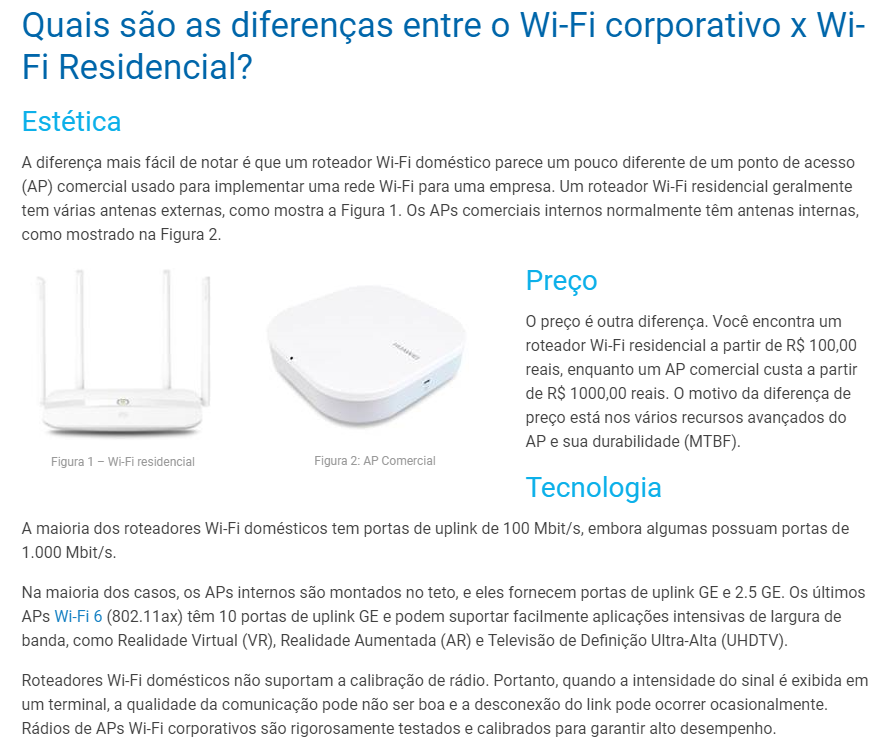 Quais são as diferenças entre o Wi-Fi corporativo x Wi-
Fi Residencial?
Estética
A diferença mais fácil de notar é que um roteador Wi-Fi doméstico parece um pouco diferente de um ponto de acesso
(AP) comercial usado para implementar uma rede Wi-Fi para uma empresa. Um roteador Wi-Fi residencial geralmente
tem várias antenas externas, como mostra a Figura 1. Os APs comerciais internos normalmente têm antenas internas,
como mostrado na Figura 2.
HUAWEI
Figura 1 – Wi-Fi residencial
Figura 2: AP Comercial
Preço
O preço é outra diferença. Você encontra um
roteador Wi-Fi residencial a partir de R$ 100,00
reais, enquanto um AP comercial custa a partir
de R$ 1000,00 reais. O motivo da diferença de
preço está nos vários recursos avançados do
AP e sua durabilidade (MTBF).
Tecnologia
A maioria dos roteadores Wi-Fi domésticos tem portas de uplink de 100 Mbit/s, embora algumas possuam portas de
1.000 Mbit/s.
Na maioria dos casos, os APs internos são montados no teto, e eles fornecem portas de uplink GE e 2.5 GE. Os últimos
APs Wi-Fi 6 (802.11ax) têm 10 portas de uplink GE e podem suportar facilmente aplicações intensivas de largura de
banda, como Realidade Virtual (VR), Realidade Aumentada (AR) e Televisão de Definição Ultra-Alta (UHDTV).
Roteadores Wi-Fi domésticos não suportam a calibração de rádio. Portanto, quando a intensidade do sinal é exibida em
um terminal, a qualidade da comunicação pode não ser boa e a desconexão do link pode ocorrer ocasionalmente.
Rádios de APs Wi-Fi corporativos são rigorosamente testados e calibrados para garantir alto desempenho.